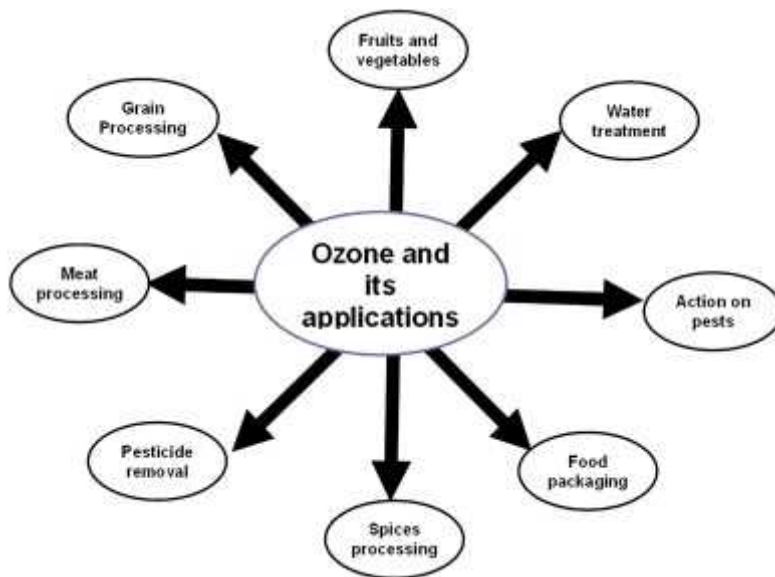 Fruits and
vegetables
Grain
Processing
Water
treatment
Ozone and
its
applications
Meat
processing
Action on
pests
Pesticide
removal
Food
packaging
Spices
processing